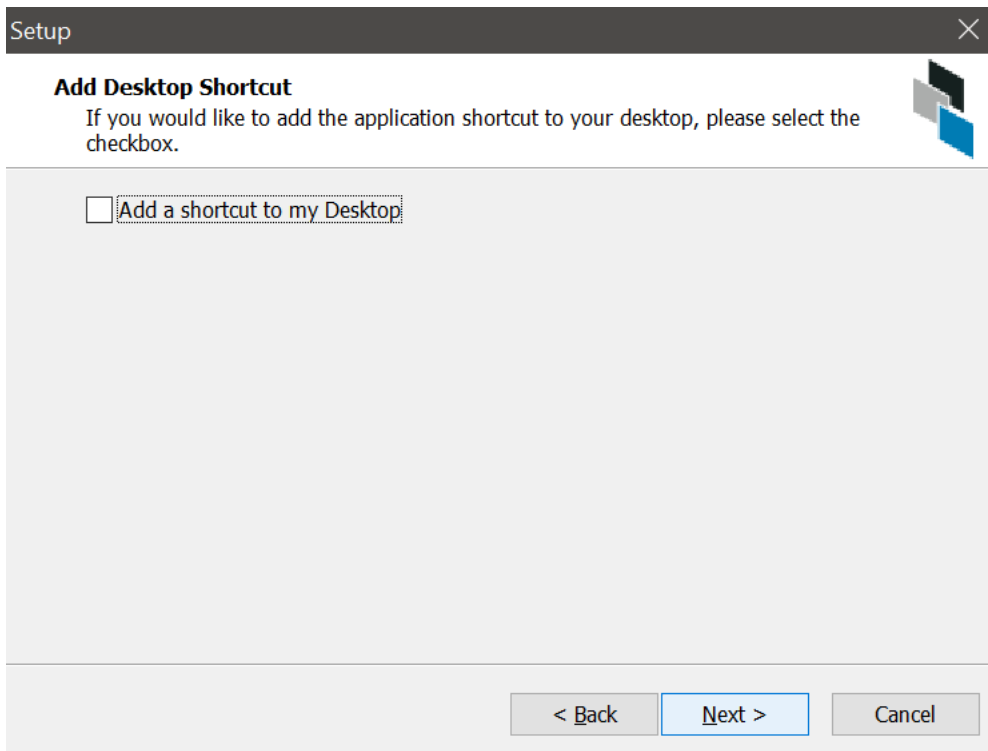 Setup
Add Desktop Shortcut
If you would like to add the application shortcut to your desktop, please select the
checkbox.
Add a shortcut to my Desktop
< Back
Next >
Cancel